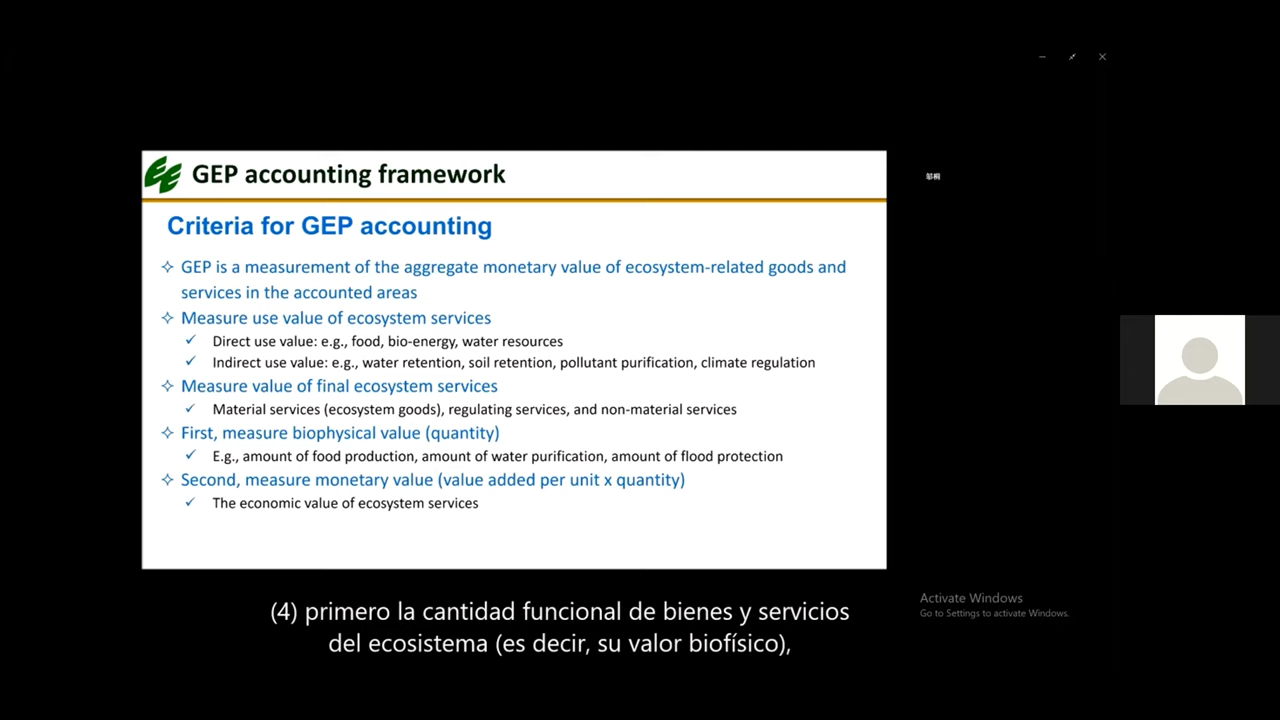 GEP accounting framework
Criteria for GEP accounting
✧ GEP is a measurement of the aggregate monetary value of ecosystem-related goods and
services in the accounted areas
✧ Measure use value of ecosystem services
✓ Direct use value: e.g., food, bio-energy, water resources
✓ Indirect use value: e.g., water retention, soil retention, pollutant purification, climate regulation
✧ Measure value of final ecosystem services
✓ Material services (ecosystem goods), regulating services, and non-material services
✧ First, measure biophysical value (quantity)
✓ E.g., amount of food production, amount of water purification, amount of flood protection
✧ Second, measure monetary value (value added per unit x quantity)
✓ The economic value of ecosystem services
Activate Windows
Go to Settings to activate Windows.
(4) primero la cantidad funcional de bienes y servicios
del ecosistema (es decir, su valor biofísico),